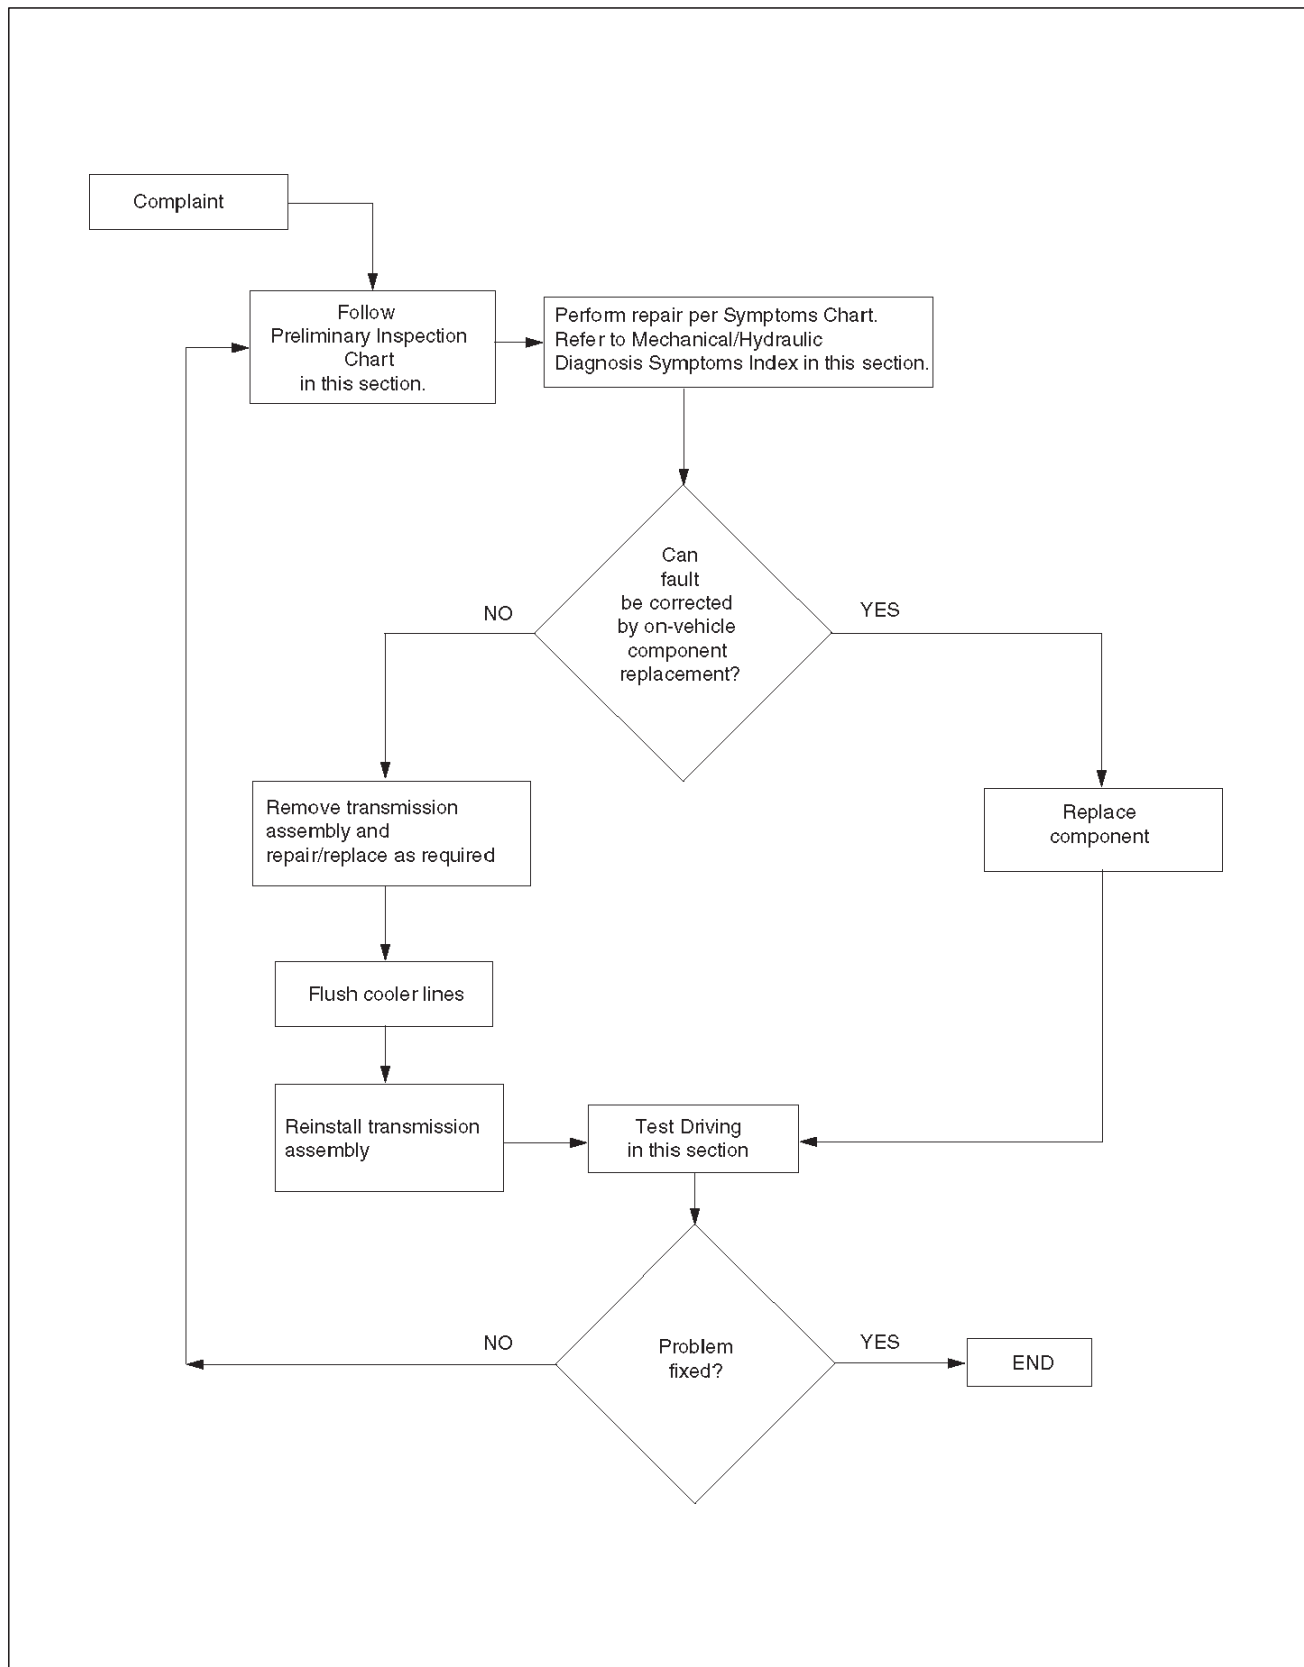 Complaint
Follow
Preliminary Inspection
Chart
in this section.
Perform repair per Symptoms Chart.
Refer to Mechanical/Hydraulic
Diagnosis Symptoms Index in this section.
Can
fault
be corrected
by on-vehicle
component
replacement?
NO
YES
Remove transmission
assembly and
repair/replace as required
Replace
component
Flush cooler lines
Reinstall transmission
assembly
Test Driving
in this section
Problem
fixed?
NO
YES
END